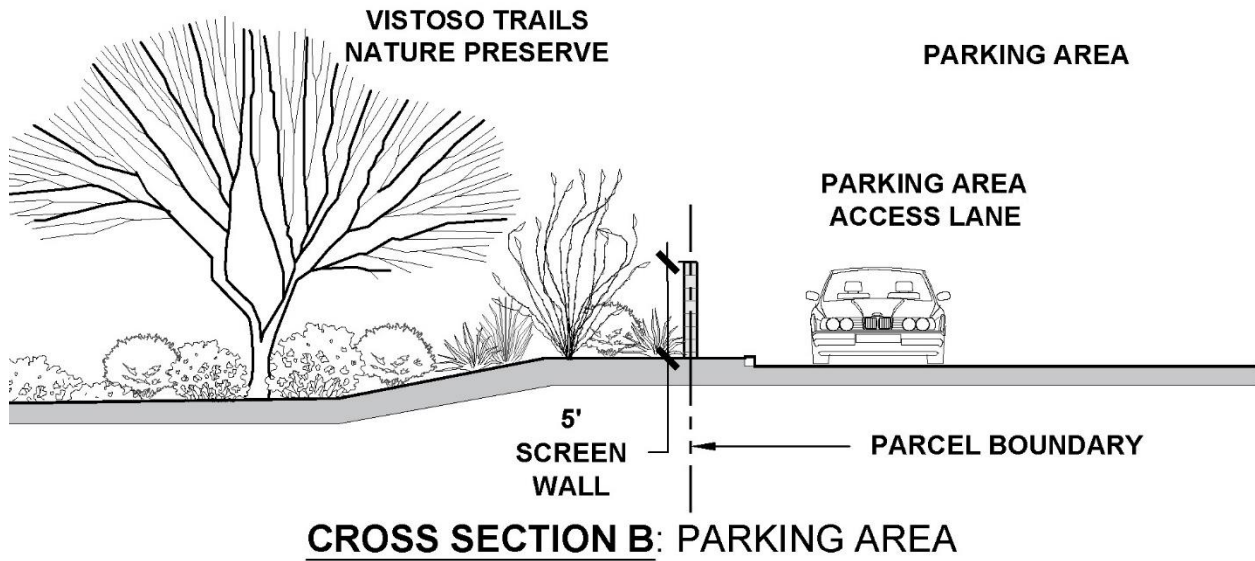 VISTOSO TRAILS
NATURE PRESERVE
PARKING AREA
PARKING AREA
ACCESS LANE
5'
SCREEN
WALL
PARCEL BOUNDARY
CROSS SECTION B: PARKING AREA